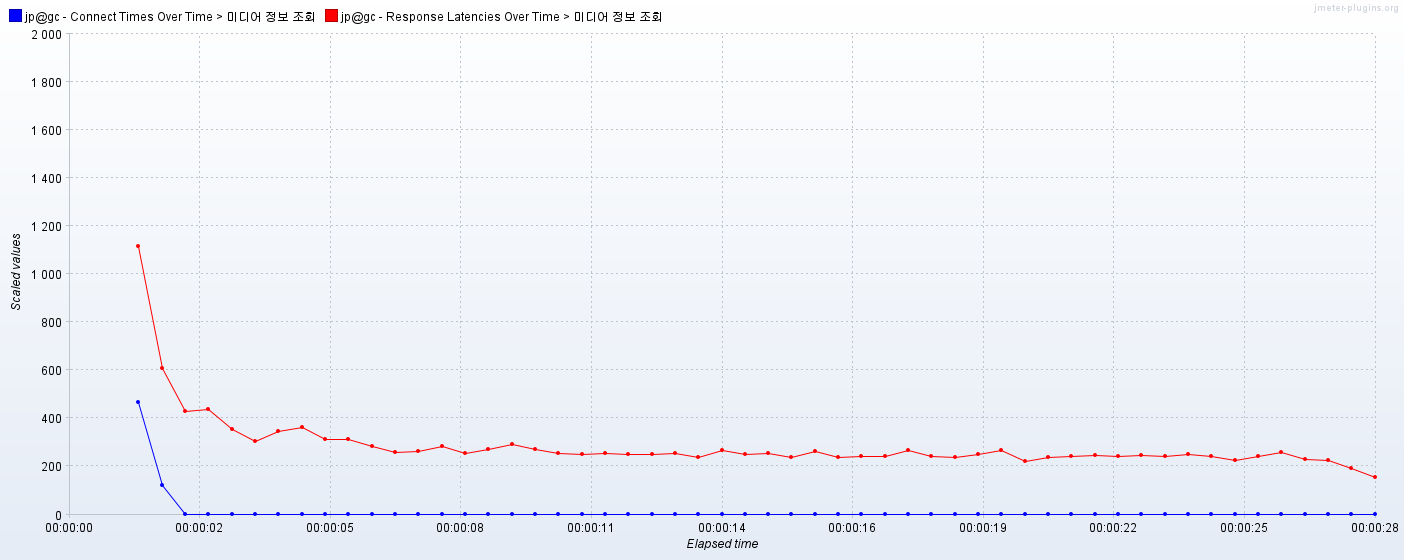 jp@gc - Connect Times Over Time > 미디어 정보 조회 jp@gc - Response Latencies Over Time > 미디어 정보 조회
jmeter-plugins.org
2 000
1 800
1 600
1 400
1 200
1 000
800
600
400
200
0
Scaled values
00:00:00 00:00:02 00:00:05 00:00:08 00:00:11 00:00:14 00:00:16 00:00:19 00:00:22 00:00:25 00:00:28
Elapsed time